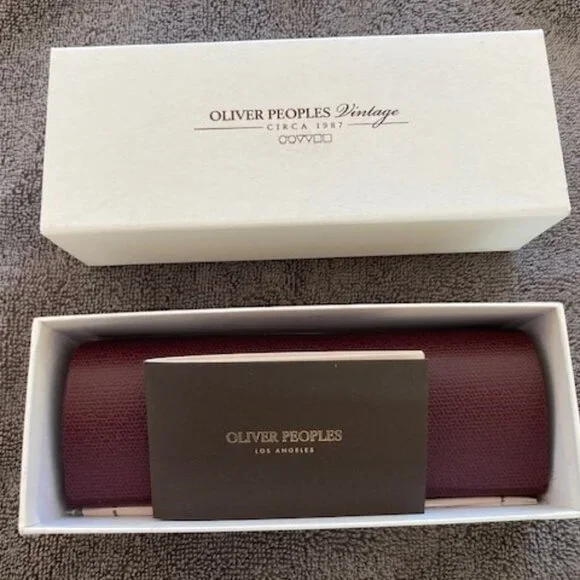 OLIVER PEOPLES Vintage
CIRCA 1987
OLIVER PEOPLES
LOS ANGELES